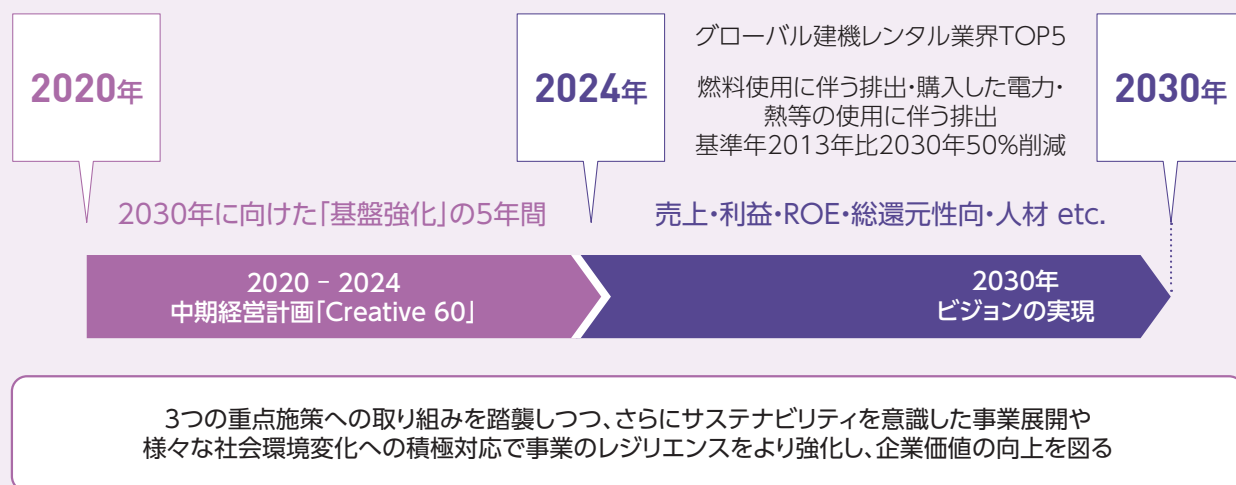 2020年
2024年
グローバル建機レンタル業界TOP5
燃料使用に伴う排出・購入した電力・
熱等の使用に伴う排出
基準年2013年比2030年50%削減
2030年
2030年に向けた「基盤強化」の5年間
売上・利益・ROE・総還元性向・人材 etc.
2020 – 2024
中期経営計画「Creative 60」
2030年
ビジョンの実現
3つの重点施策への取り組みを踏襲しつつ、さらにサステナビリティを意識した事業展開や
様々な社会環境変化への積極対応で事業のレジリエンスをより強化し、企業価値の向上を図る